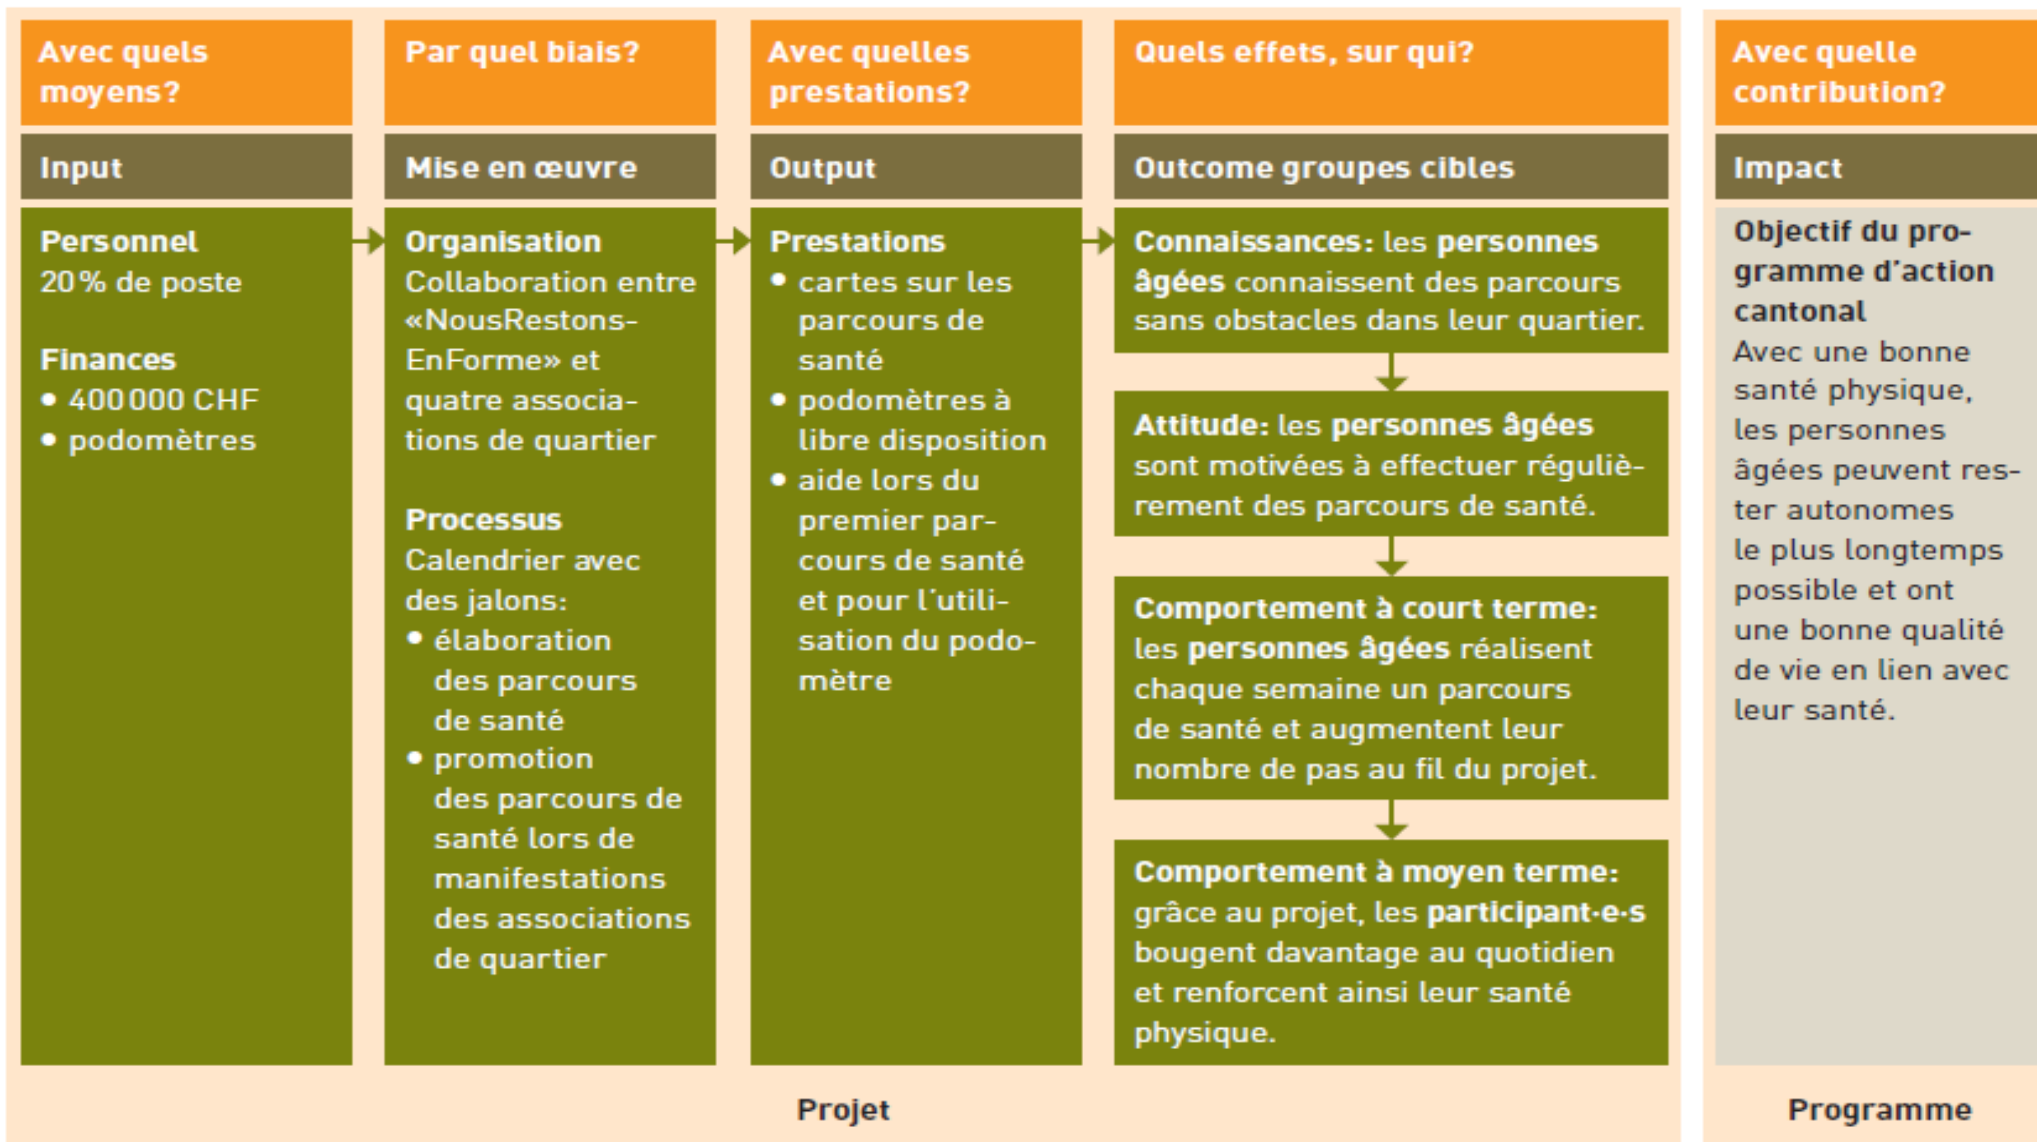 Avec quels
moyens?
Input
Personnel
20% de poste
Finances
• 400 000 CHF
• podomètres
Par quel biais?
Mise en œuvre
Organisation
Collaboration entre
«NousRestons-
EnForme» et
quatre associa-
tions de quartier
Processus
Calendrier avec
des jalons:
• élaboration
des parcours
de santé
• promotion
des parcours de
santé lors de
manifestations
des associations
de quartier
Avec quelles
prestations?
Output
Prestations
• cartes sur les
parcours de
santé
• podomètres à
libre disposition
• aide lors du
premier par-
cours de santé
et pour l'utili-
sation du podo-
mètre
Quels effets, sur qui?
Outcome groupes cibles
Connaissances: les personnes
âgées connaissent des parcours
sans obstacles dans leur quartier.
Attitude: les personnes âgées
sont motivées à effectuer réguliè-
rement des parcours de santé.
Comportement à court terme:
les personnes âgées réalisent
chaque semaine un parcours
de santé et augmentent leur
nombre de pas au fil du projet.
Comportement à moyen terme:
grâce au projet, les participant·e·s
bougent davantage au quotidien
et renforcent ainsi leur santé
physique.
Projet
Avec quelle
contribution?
Impact
Objectif du pro-
gramme d'action
cantonal
Avec une bonne
santé physique,
les personnes
âgées peuvent res-
ter autonomes
le plus longtemps
possible et ont
une bonne qualité
de vie en lien avec
leur santé.
Programme